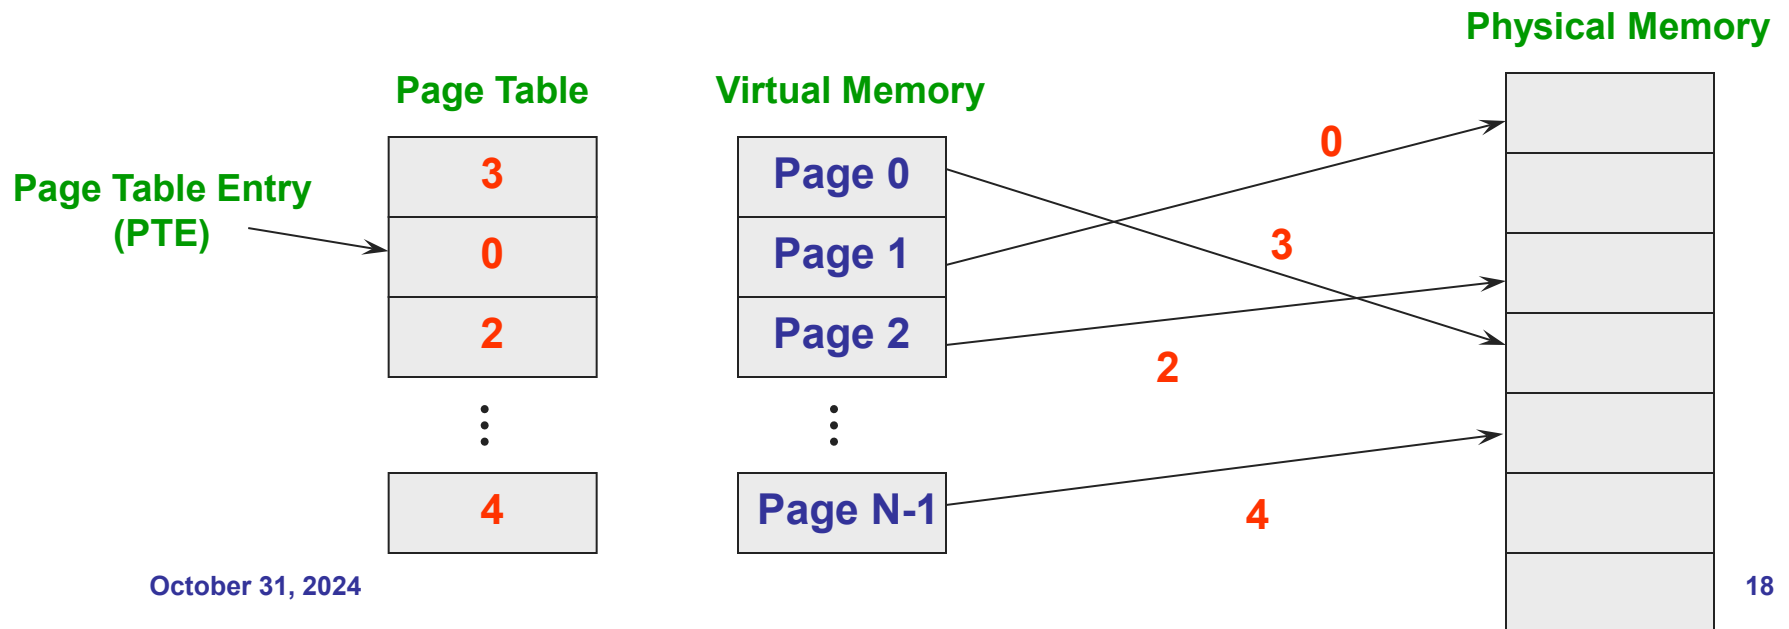 Physical Memory
Page Table
Virtual Memory
Page Table Entry
(PTE)
3
0
2
4
Page 0
Page 1
Page 2
Page N-1
0
3
2
4
October 31, 2024
18